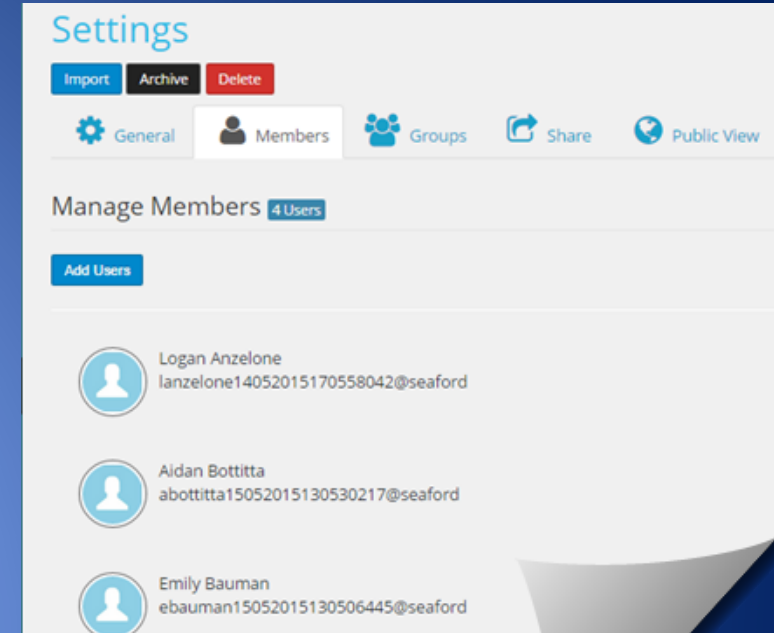 Settings
Import Archive Delete
General Members Groups Share Public View
Manage Members 4 Users
Add Users
Logan Anzelone
lanzelone14052015170558042@seaford
Aidan Bottitta
abottitta15052015130530217@seaford
Emily Bauman
ebauman15052015130506445@seaford